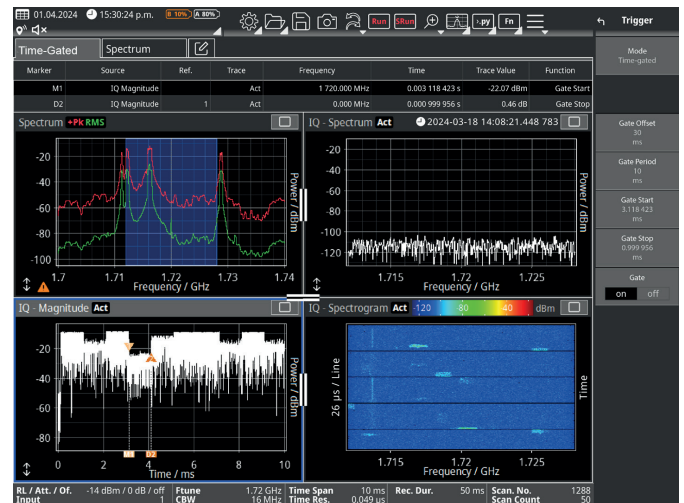 01.04.2024 15:30:24 p.m. B 10% A 80% Run SRun .py Fn Trigger
Time-Gated Spectrum
Marker Source Ref. Trace Frequency Time Trace Value Function
M1 IQ Magnitude Act 1 720.000 MHz 0.003 118 423 s -22.07 dBm Gate Start
D2 IQ Magnitude 1 Act 0.000 MHz 0.000 999 956 s 0.46 dB Gate Stop
Mode
Time-gated
Gate Offset
30
ms
Gate Period
10
ms
Gate Start
3.118 423
ms
Gate Stop
0.999 956
ms
Gate
on off
Spectrum +Pk RMS
-20
-40
-60
-80
-100
1.7 1.71 1.72 1.73 1.74
Frequency / GHz
Power / dBm
IQ - Spectrum Act 2024-03-18 14:08:21.448 783
-20
-40
-60
-80
-100
-120
1.715 1.72 1.725
Frequency / GHz
Power / dBm
IQ - Magnitude Act
-20
-40
-60
-80
M1 D2
0 2 4 6 8 10
Time / ms
Power / dBm
IQ - Spectrogram Act -120 -80 -40 dBm
26 µs / Line
Time
1.715 1.72 1.725
Frequency / GHz
RL / Att. / Of. -14 dBm / 0 dB / off Ftune 1.72 GHz Time Span 10 ms Rec. Dur. 50 ms Scan. No. 1288
Input 1 CBW 16 MHz Time Res. 0.049 µs Scan Count 50